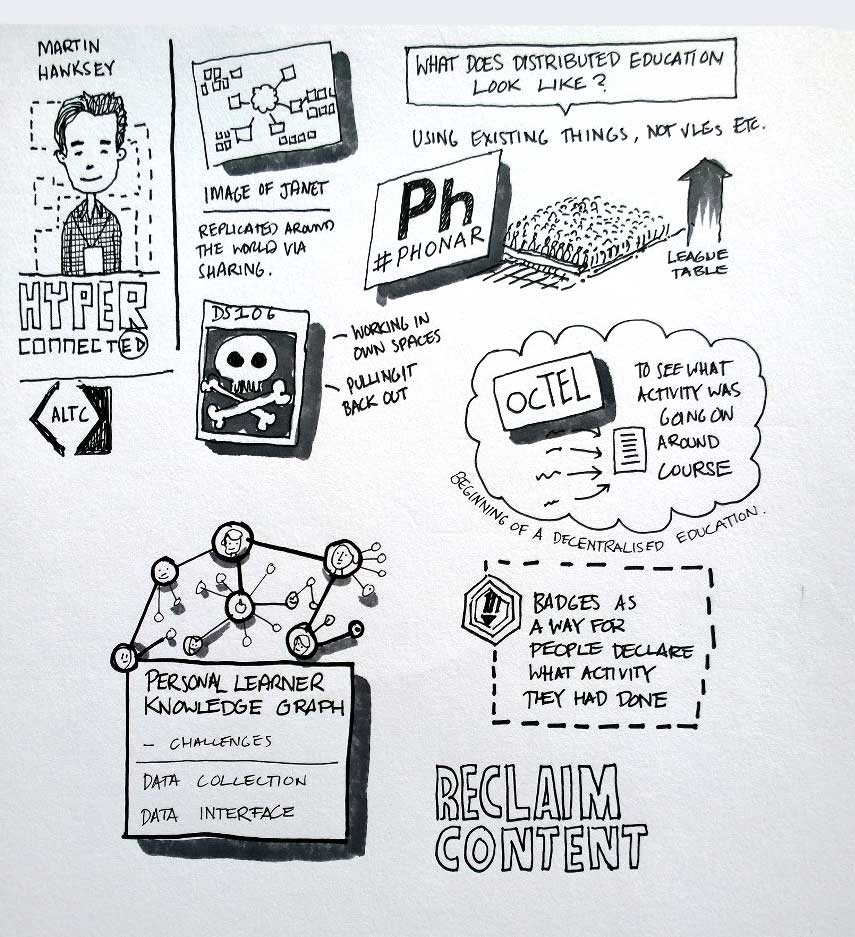 MARTIN
HAWKSEY
HYPER
CONNECTED
ALTC
IMAGE OF JANET
REPLICATED AROUND
THE WORLD VIA
SHARING.
DS106
- WORKING IN
OWN SPACES
- PULLING IT
BACK OUT
WHAT DOES DISTRIBUTED EDUCATION
LOOK LIKE?
USING EXISTING THINGS, NOT VLEs ETC.
Ph
#PHONAR
LEAGUE
TABLE
OCTEL
TO SEE WHAT
ACTIVITY WAS
GOING ON
AROUND
COURSE
BEGINNING OF A DECENTRALISED EDUCATION.
BADGES AS
A WAY FOR
PEOPLE DECLARE
WHAT ACTIVITY
THEY HAD DONE
PERSONAL LEARNER
KNOWLEDGE GRAPH
- CHALLENGES
DATA COLLECTION
DATA INTERFACE
RECLAIM
CONTENT